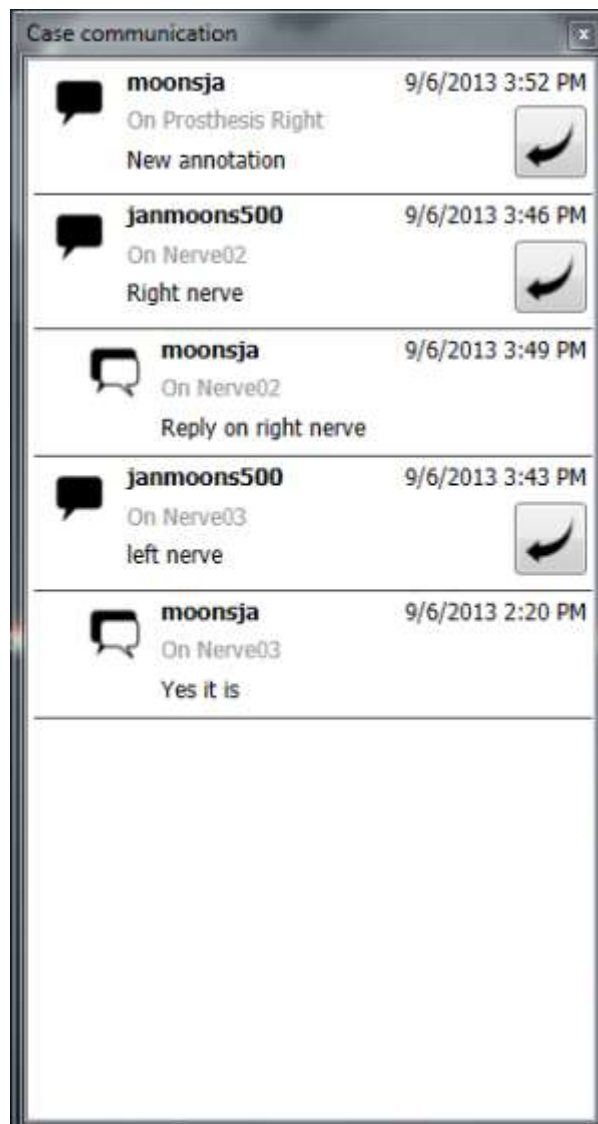 Case communication
moonsja 9/6/2013 3:52 PM
On Prosthesis Right
New annotation
janmoons500 9/6/2013 3:46 PM
On Nerve02
Right nerve
moonsja 9/6/2013 3:49 PM
On Nerve02
Reply on right nerve
janmoons500 9/6/2013 3:43 PM
On Nerve03
left nerve
moonsja 9/6/2013 2:20 PM
On Nerve03
Yes it is